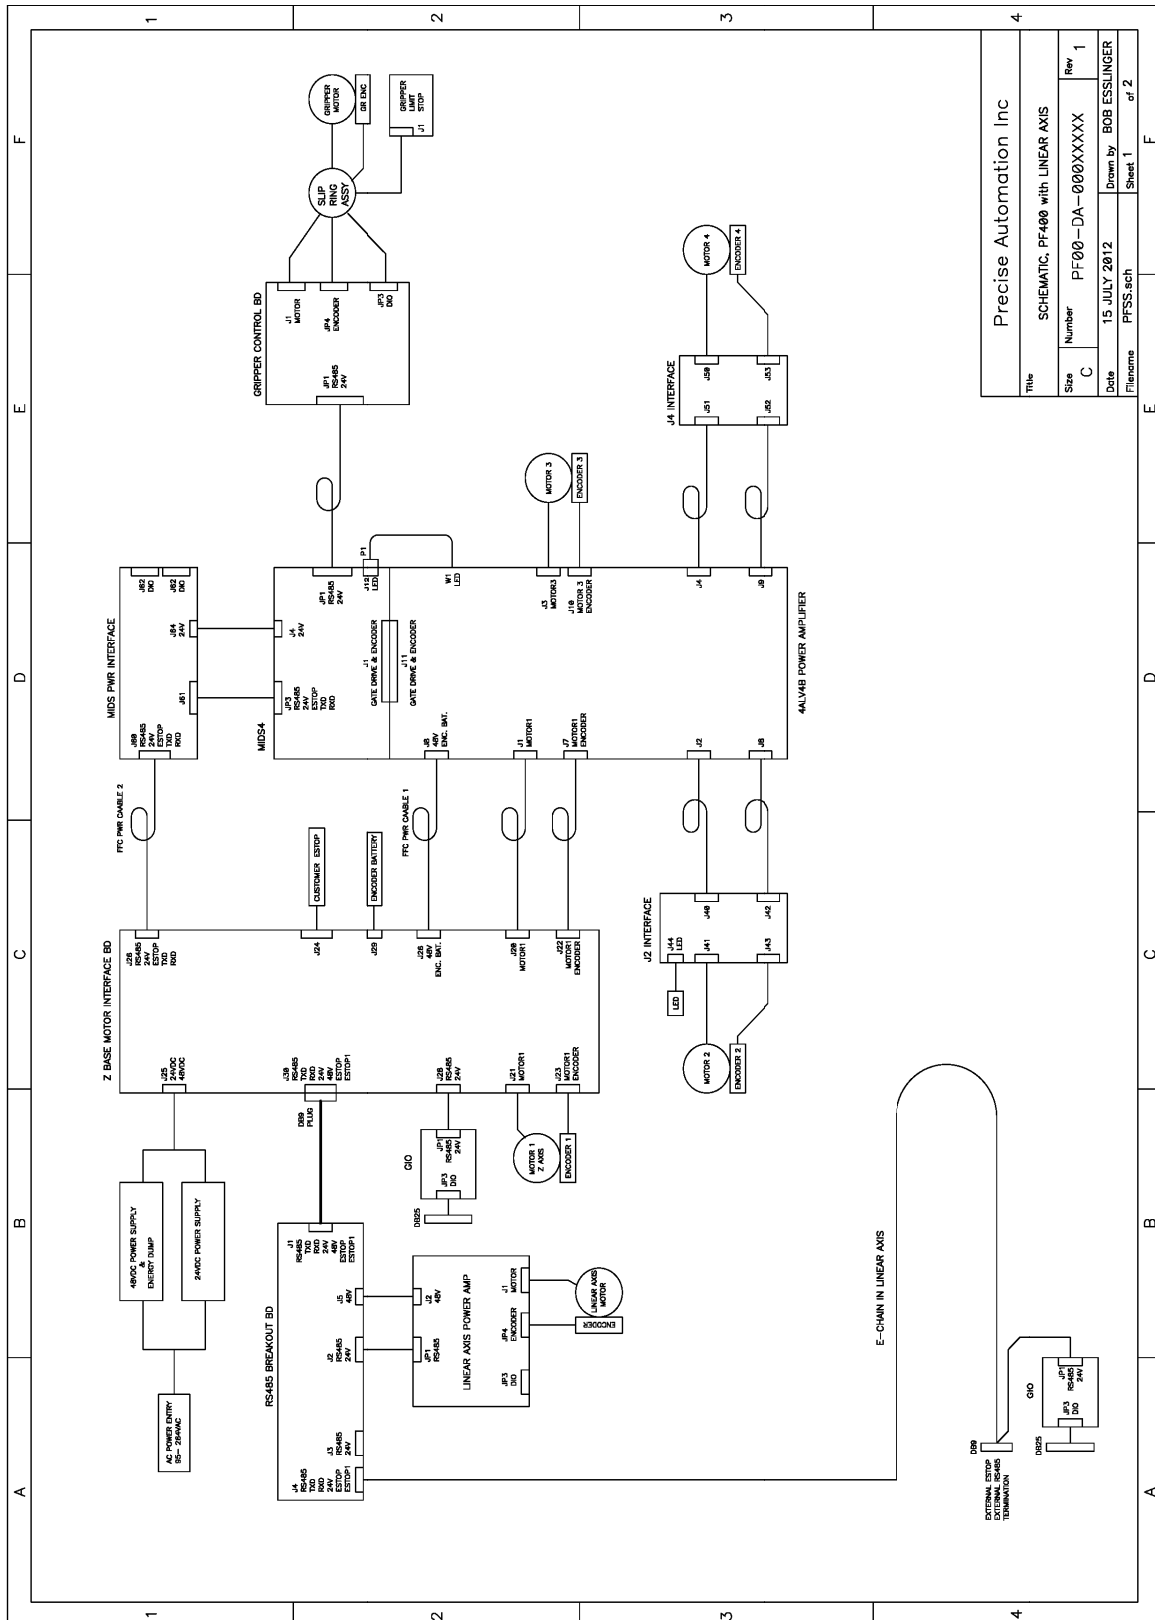 A
B
C
D
E
F
1
2
3
4
AC POWER ENTRY
95- 264VAC
48VDC POWER SUPPLY
&
ENERGY DUMP
24VDC POWER SUPPLY
Z BASE MOTOR INTERFACE BD
J25
24VDC
48VDC
J30
RS485
TXD
RXD
24V
48V
ESTOP
ESTOP1
DB9
PLUG
J28
RS485
24V
J21
MOTOR1
J23
MOTOR1
ENCODER
J26
RS485
24V
ESTOP
TXD
RXD
J24
CUSTOMER ESTOP
J29
ENCODER BATTERY
J26
48V
ENC. BAT.
J20
MOTOR1
J22
MOTOR1
ENCODER
FFC PWR CAABLE 2
FFC PWR CAABLE 1
MIDS PWR INTERFACE
J60
RS485
24V
ESTOP
TXD
RXD
J61
J64
24V
J62
DIO
J62
DIO
MIDS4
JP3
RS485
24V
ESTOP
TXD
RXD
J4
24V
JP1
RS485
24V
J12
LED
P1
J1
GATE DRIVE & ENCODER
J11
GATE DRIVE & ENCODER
W1
LED
J8
48V
ENC. BAT.
J1
MOTOR1
J7
MOTOR1
ENCODER
J3
MOTOR3
J10
MOTOR 3
ENCODER
J2
J8
J4
J9
4ALV4B POWER AMPLIFIER
GRIPPER CONTROL BD
JP1
RS485
24V
J1
MOTOR
JP4
ENCODER
JP3
DIO
SLIP
RING
ASSY
GRIPPER
MOTOR
GR ENC
GRIPPER
LIMIT
STOP
J1
MOTOR 3
ENCODER 3
J4 INTERFACE
J51
J50
J52
J53
MOTOR 4
ENCODER 4
J2 INTERFACE
J44
LED
J41
J43
J40
J42
LED
MOTOR 2
ENCODER 2
RS485 BREAKOUT BD
J4
RS485
TXD
RXD
24V
ESTOP
ESTOP1
J3
RS485
24V
J2
RS485
24V
J5
48V
J1
RS485
TXD
RXD
24V
48V
ESTOP
ESTOP1
LINEAR AXIS POWER AMP
JP1
RS485
J2
48V
JP3
DIO
JP4
ENCODER
J1
MOTOR
LINEAR AXIS
MOTOR
ENCODER
GIO
JP3
DIO
JP1
RS485
24V
DB25
MOTOR 1
Z AXIS
ENCODER 1
E-CHAIN IN LINEAR AXIS
EXTERNAL ESTOP
EXTERNAL RS485
TERMINATION
DB9
GIO
JP3
DIO
JP1
RS485
24V
DB25
Precise Automation Inc
Title
SCHEMATIC, PF400 with LINEAR AXIS
Size
C
Number
PF00-DA-000XXXXX
Rev
1
Date
15 JULY 2012
Drawn by
BOB ESSLINGER
Filename
PFSS.sch
Sheet 1
of 2
A
B
C
D
E
F
1
2
3
4